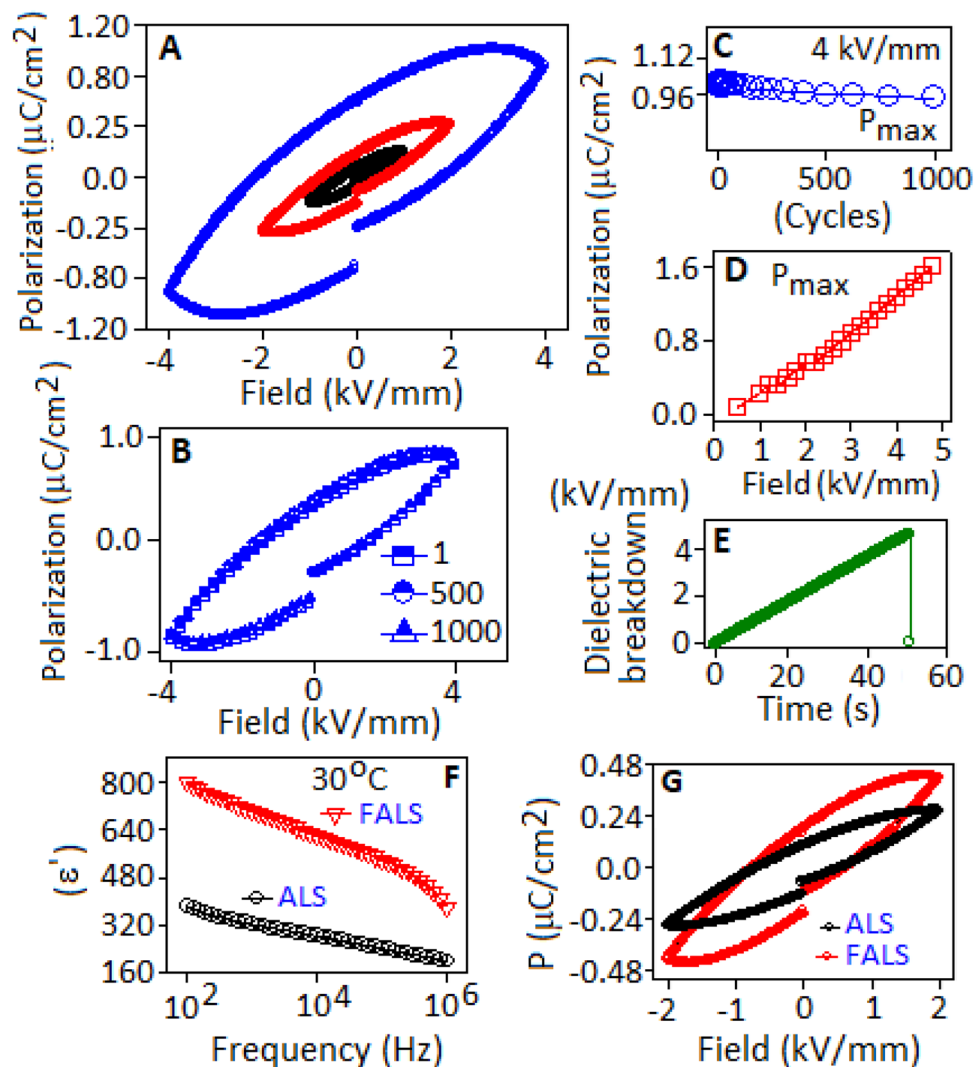 A
Polarization (μC/cm²)
1.20
0.80
0.25
0.0
-0.25
-0.80
-1.20
-4
-2
0
2
4
Field (kV/mm)
B
Polarization (μC/cm²)
1.0
0.0
-1.0
1
500
1000
-4
0
4
Field (kV/mm)
C
4 kV/mm
Polarization (μC/cm²)
1.12
0.96
Pmax
0
500
1000
(Cycles)
D
Pmax
1.6
0.8
0.0
0
1
2
3
4
5
Field (kV/mm)
(kV/mm)
Dielectric
breakdown
E
4
2
0
0
20
40
60
Time (s)
F
30°C
(ε')
800
640
480
320
160
FALS
ALS
10²
10⁴
10⁶
Frequency (Hz)
G
P (μC/cm²)
0.48
0.24
0.0
-0.24
-0.48
ALS
FALS
-2
-1
0
1
2
Field (kV/mm)